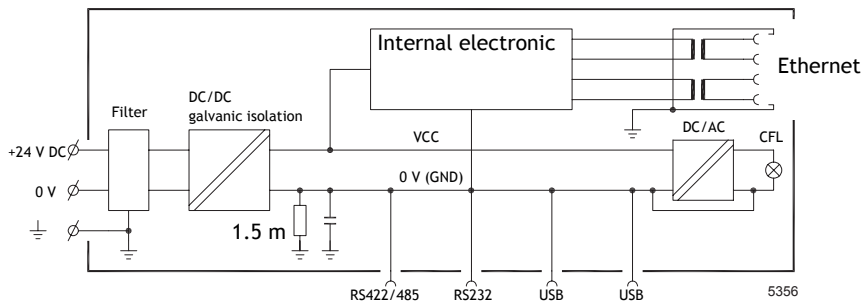 Internal electronic
Ethernet
DC/DC
galvanic isolation
Filter
DC/AC
CFL
+24 V DC
VCC
0 V
0 V (GND)
1.5 m
RS422/485
RS232
USB
USB
5356